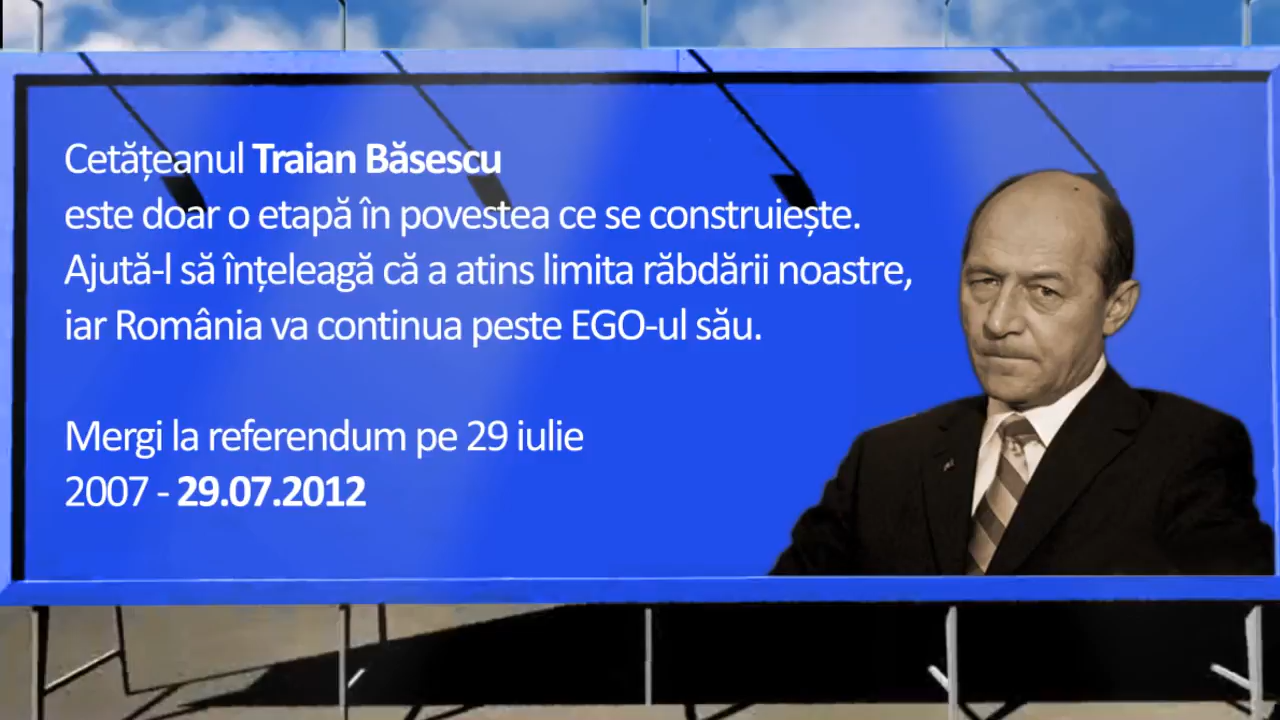 Cetățeanul Traian Băsescu
este doar o etapă în povestea ce se construiește.
Ajută-l să înțeleagă că a atins limita răbdării noastre,
iar România va continua peste EGO-ul său.
Mergi la referendum pe 29 iulie
2007 - 29.07.2012